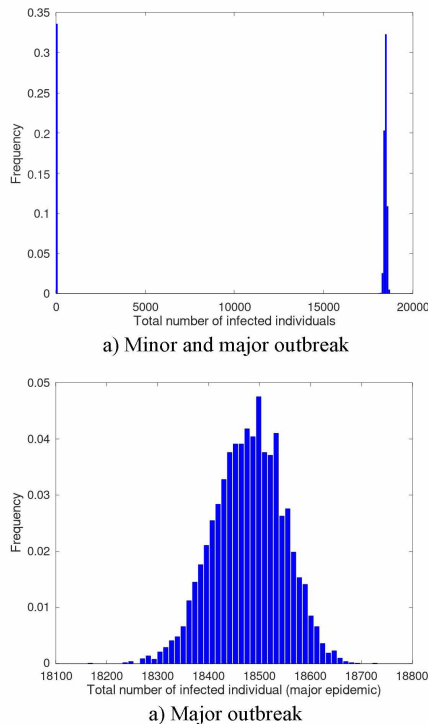 0.35
0.3
0.25
0.2
0.15
0.1
0.05
0
Frequency
0 5000 10000 15000 20000
Total number of infected individuals
a) Minor and major outbreak
0.05
0.04
0.03
0.02
0.01
0
Frequency
18100 18200 18300 18400 18500 18600 18700 18800
Total number of infected individual (major epidemic)
a) Major outbreak